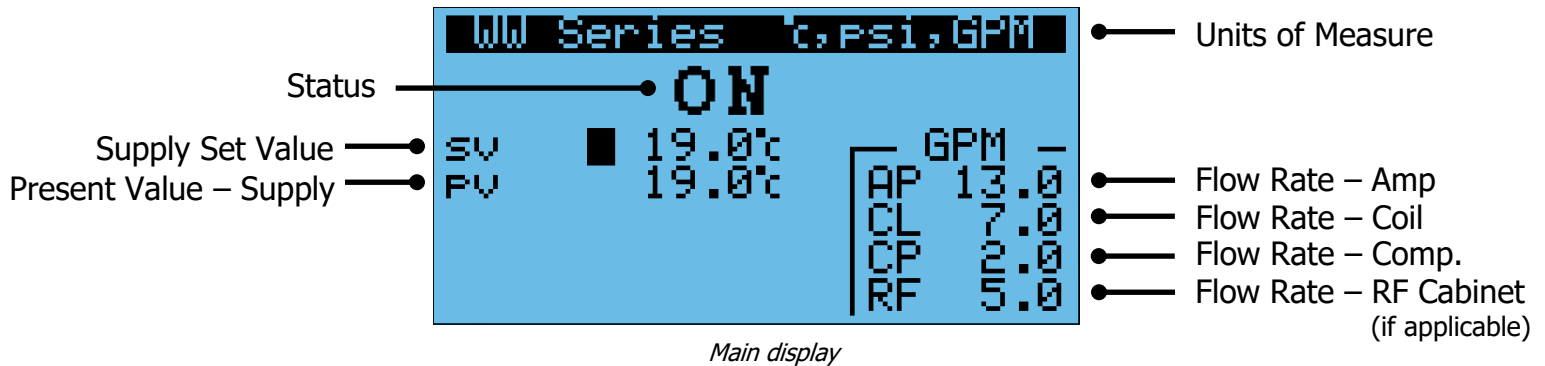 WW Series ℃,psi,GPM
Units of Measure
Status
ON
Supply Set Value
SV 19.0℃
GPM
Present Value – Supply
PV 19.0℃
AP 13.0
Flow Rate – Amp
CL 7.0
Flow Rate – Coil
CP 2.0
Flow Rate – Comp.
RF 5.0
Flow Rate – RF Cabinet
(if applicable)
Main display